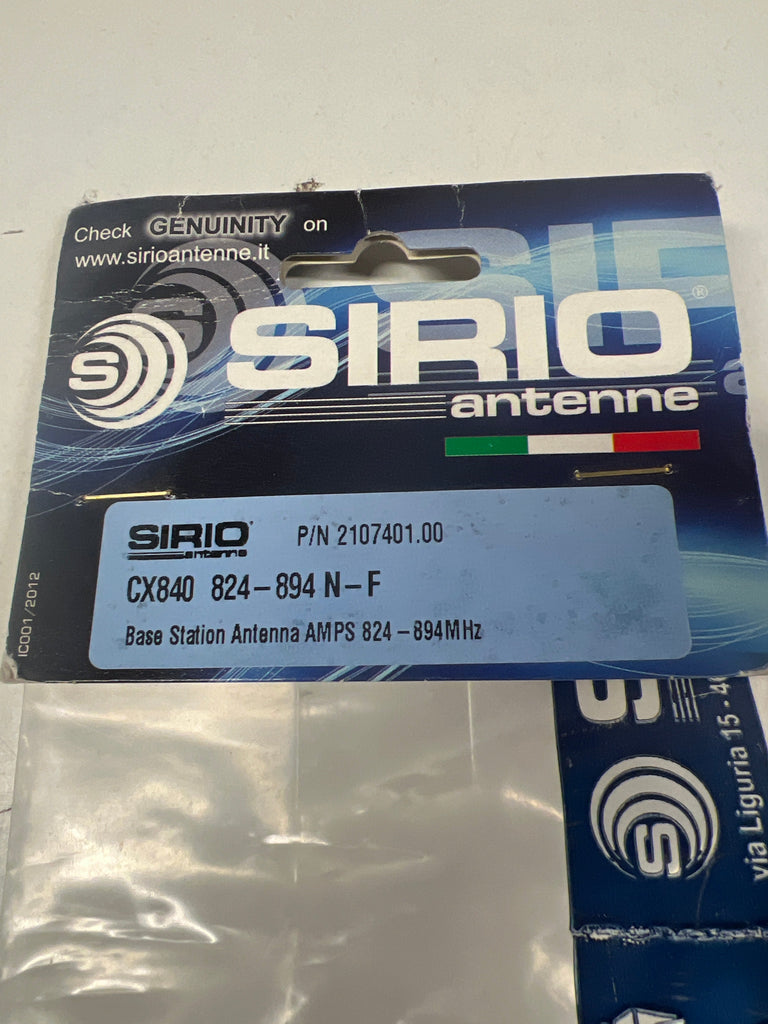 Check GENUINITY on
www.sirioantenne.it
S
SIRIO®
antenne
SIRIO®
antenne
P/N 2107401.00
CX840 824-894 N-F
Base Station Antenna AMPS 824-894MHz
IC001/2012
S
via Liguria 15